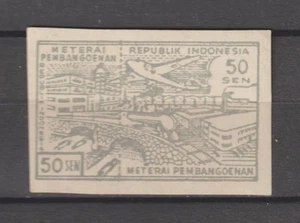 METERAI
PEMBANGOENAN
REPUBLIK INDONESIA
50
SEN
50 SEN
METERAI PEMBANGOENAN